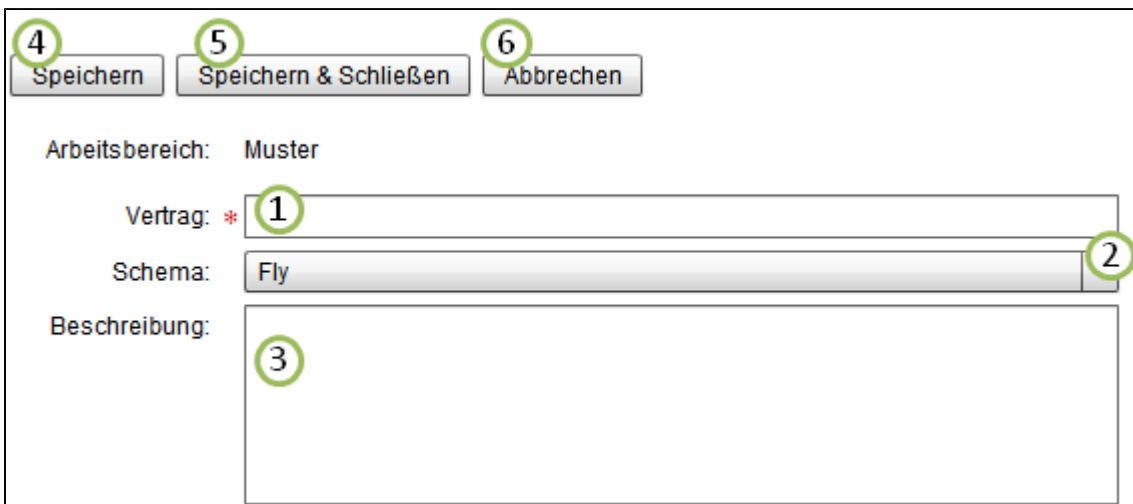 4 5 6
Speichern Speichern & Schließen Abbrechen
Arbeitsbereich: Muster
Vertrag: * 1
Schema: Fly 2
Beschreibung:
3